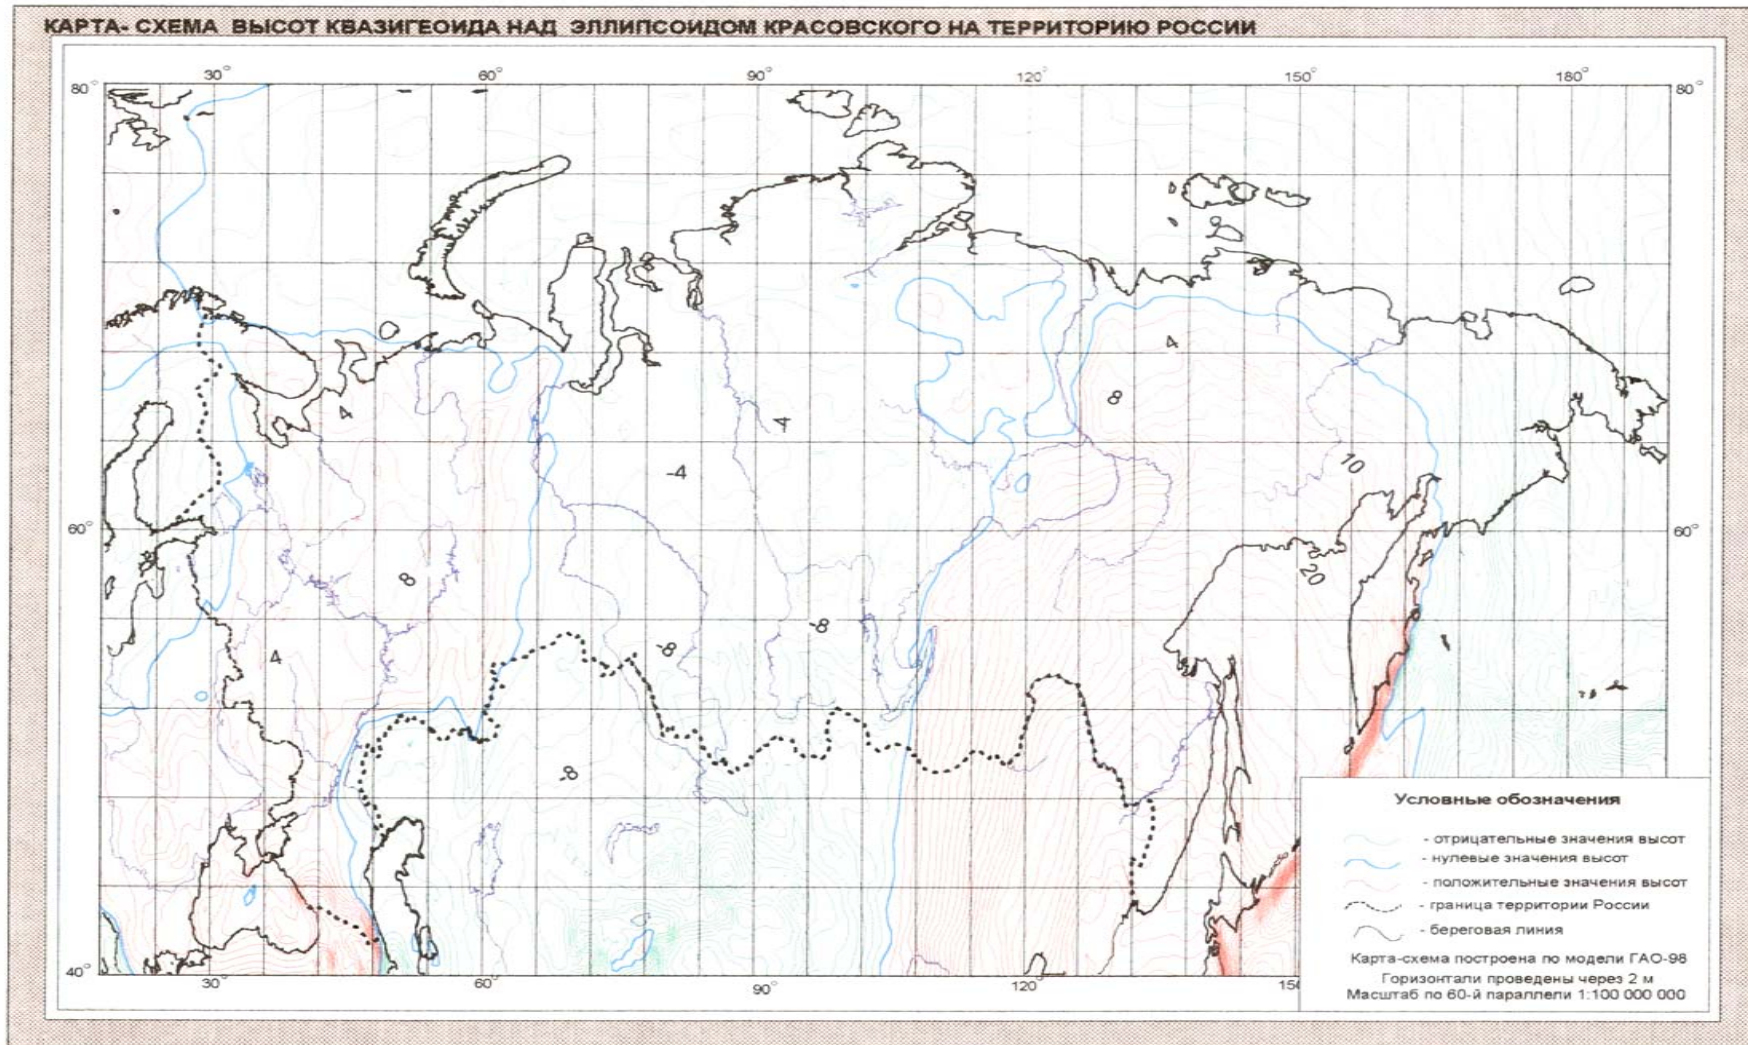 КАРТА- СХЕМА ВЫСОТ КВАЗИГЕОИДА НАД ЭЛЛИПСОИДОМ КРАСОВСКОГО НА ТЕРРИТОРИЮ РОССИИ
30° 60° 90° 120° 150° 180°
80° 80°
4
8
4
-4
-4
10
60° 60°
20
8
-8
-8
4
-8
Условные обозначения
- отрицательные значения высот
- нулевые значения высот
- положительные значения высот
- граница территории России
- береговая линия
Карта-схема построена по модели ГАО-98
Горизонтали проведены через 2 м
Масштаб по 60-й параллели 1:100 000 000
40°
30° 60° 90° 120° 150